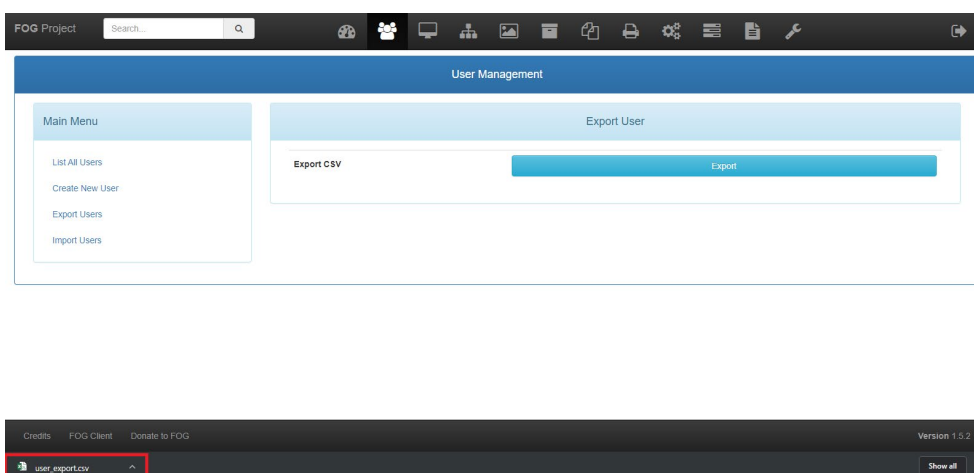 FOG Project
Search...
User Management
Main Menu
List All Users
Create New User
Export Users
Import Users
Export User
Export CSV
Export
Credits FOG Client Donate to FOG
Version 1.5.2
user_export.csv
Show all